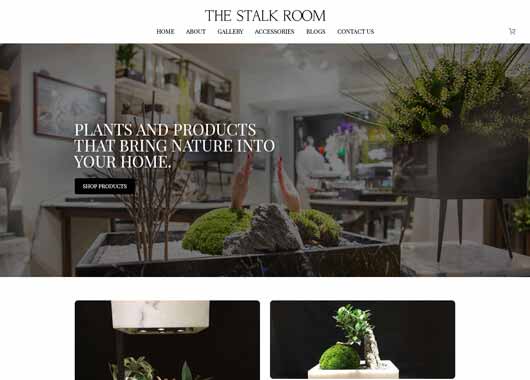 THE STALK ROOM
HOME ABOUT GALLERY ACCESSORIES BLOGS CONTACT US
PLANTS AND PRODUCTS
THAT BRING NATURE INTO
YOUR HOME.
SHOP PRODUCTS